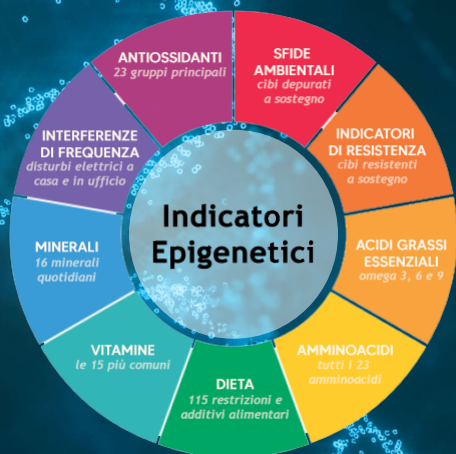 Indicatori
Epigenetici
SFIDE
AMBIENTALI
cibi depurati
a sostegno
INDICATORI
DI RESISTENZA
cibi resistenti
a sostegno
ACIDI GRASSI
ESSENZIALI
omega 3, 6 e 9
AMMINOACIDI
tutti i 23
amminoacidi
DIETA
115 restrizioni e
additivi alimentari
VITAMINE
le 15 più comuni
MINERALI
16 minerali
quotidiani
INTERFERENZE
DI FREQUENZA
disturbi elettrici a
casa e in ufficio
ANTIOSSIDANTI
23 gruppi principali